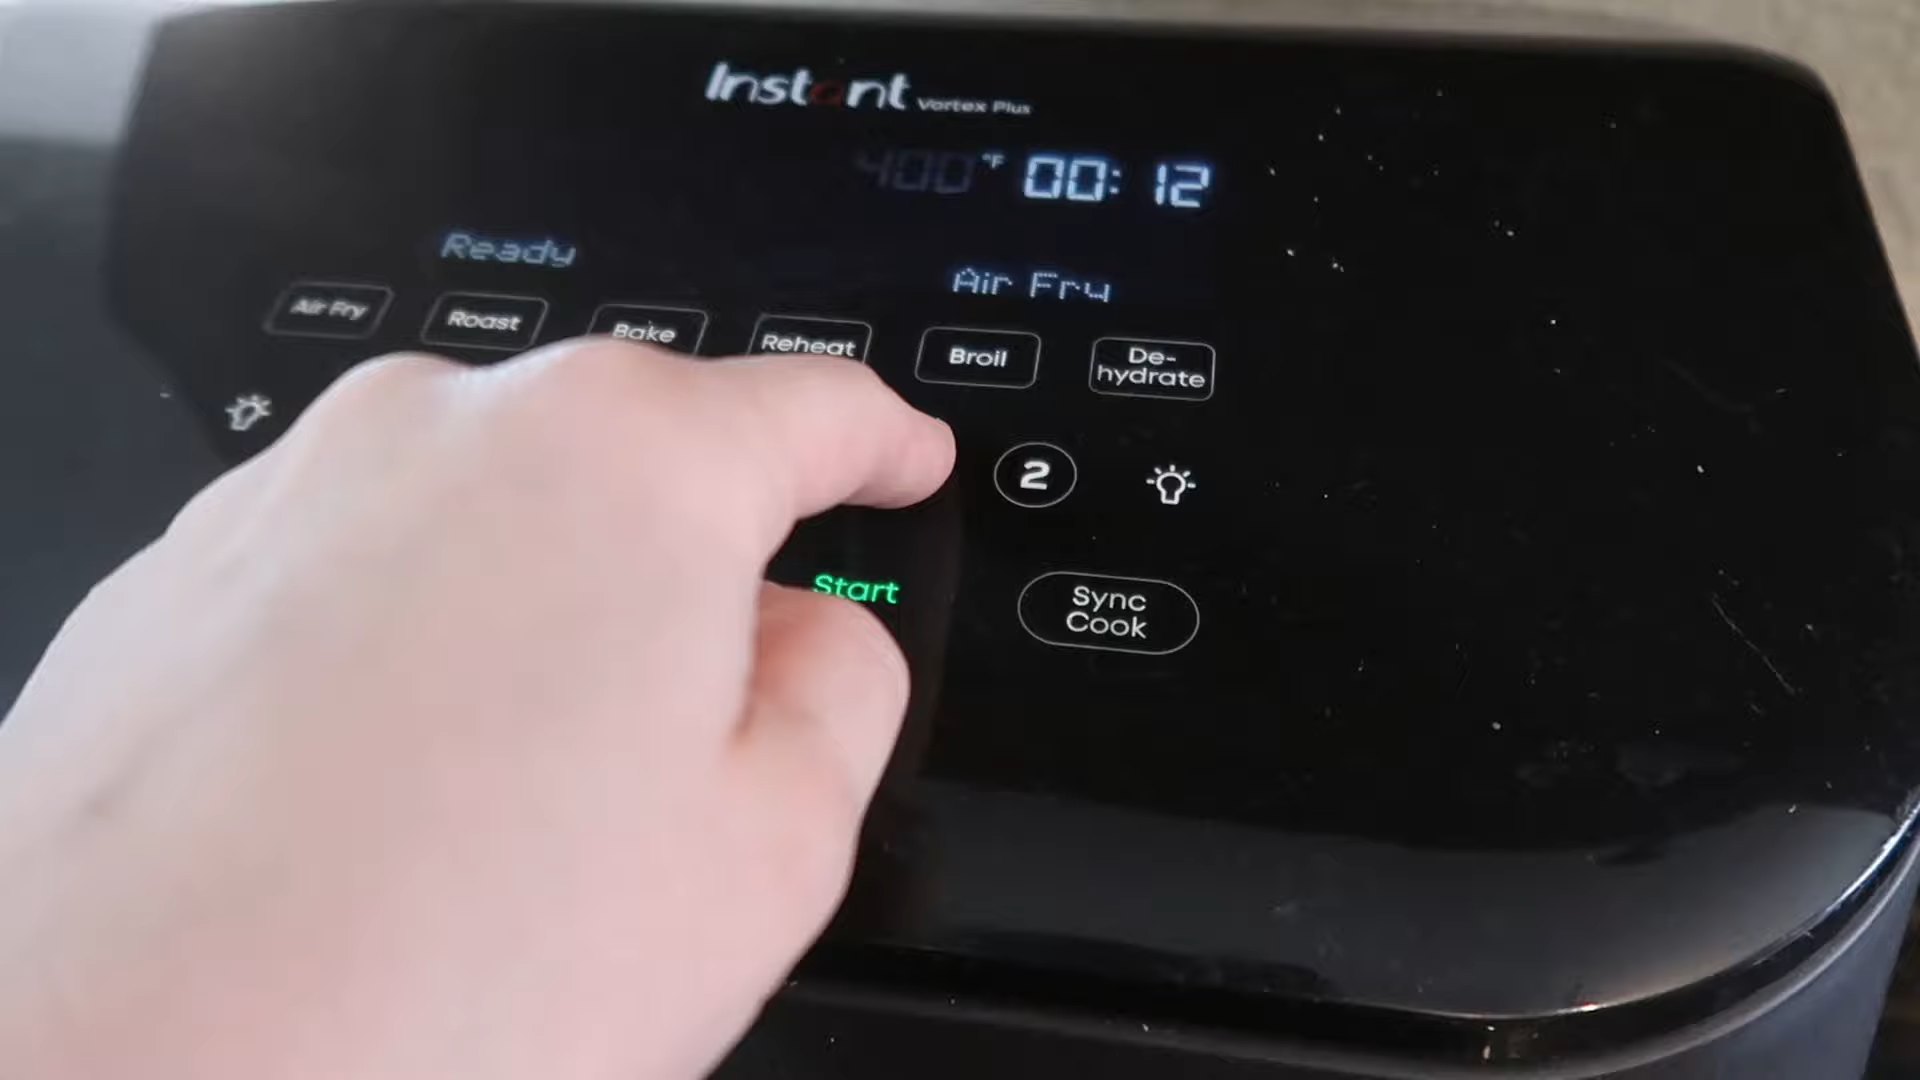 Instant Vortex Plus
400 °F 00:12
Ready
Air Fry
Air Fry
Roast
Bake
Reheat
Broil
De-
hydrate
2
Start
Sync
Cook